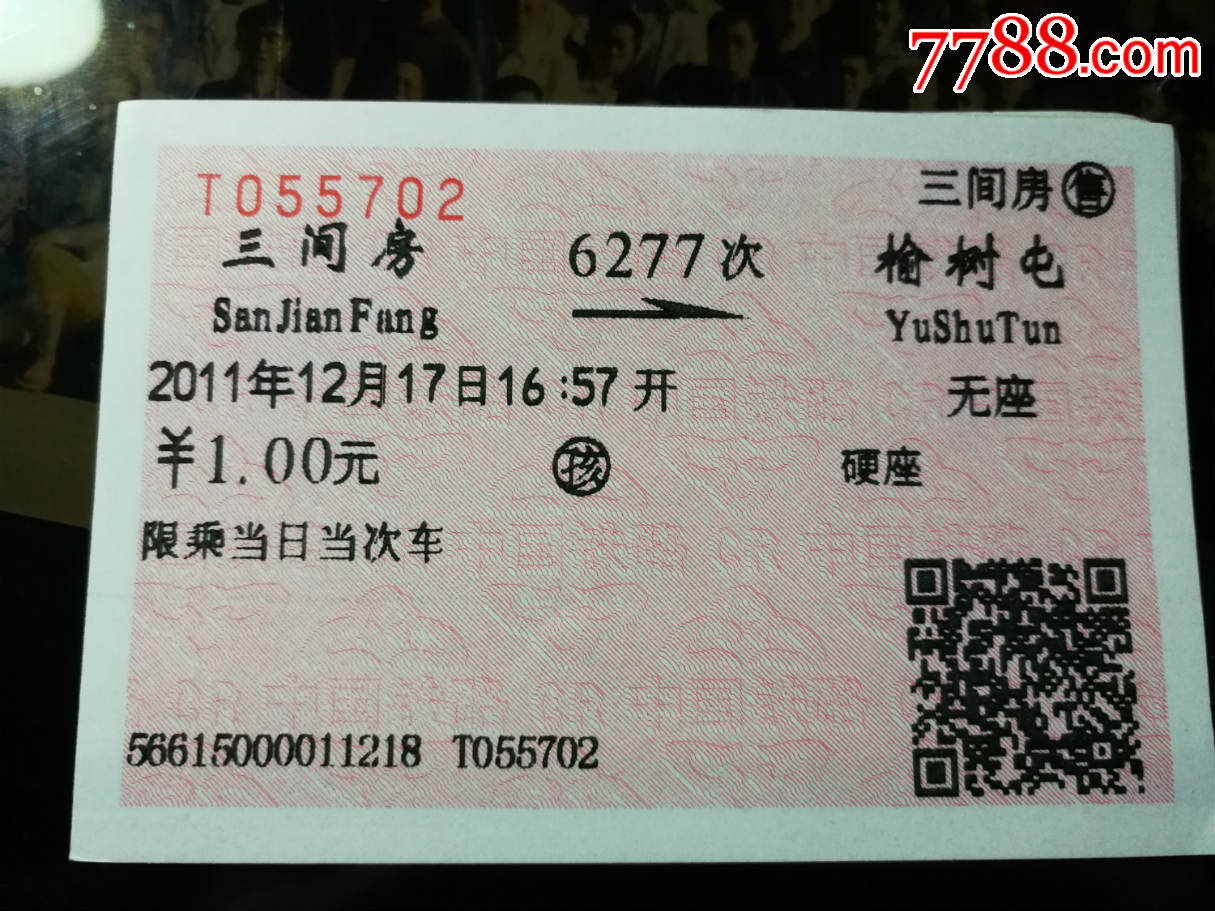 7788.com
T055702
三间房 售
三间房 6277次 榆树屯
SanJianFang YuShuTun
2011年12月17日16:57开 无座
¥1.00元 孩 硬座
限乘当日当次车
56615000011218 T055702